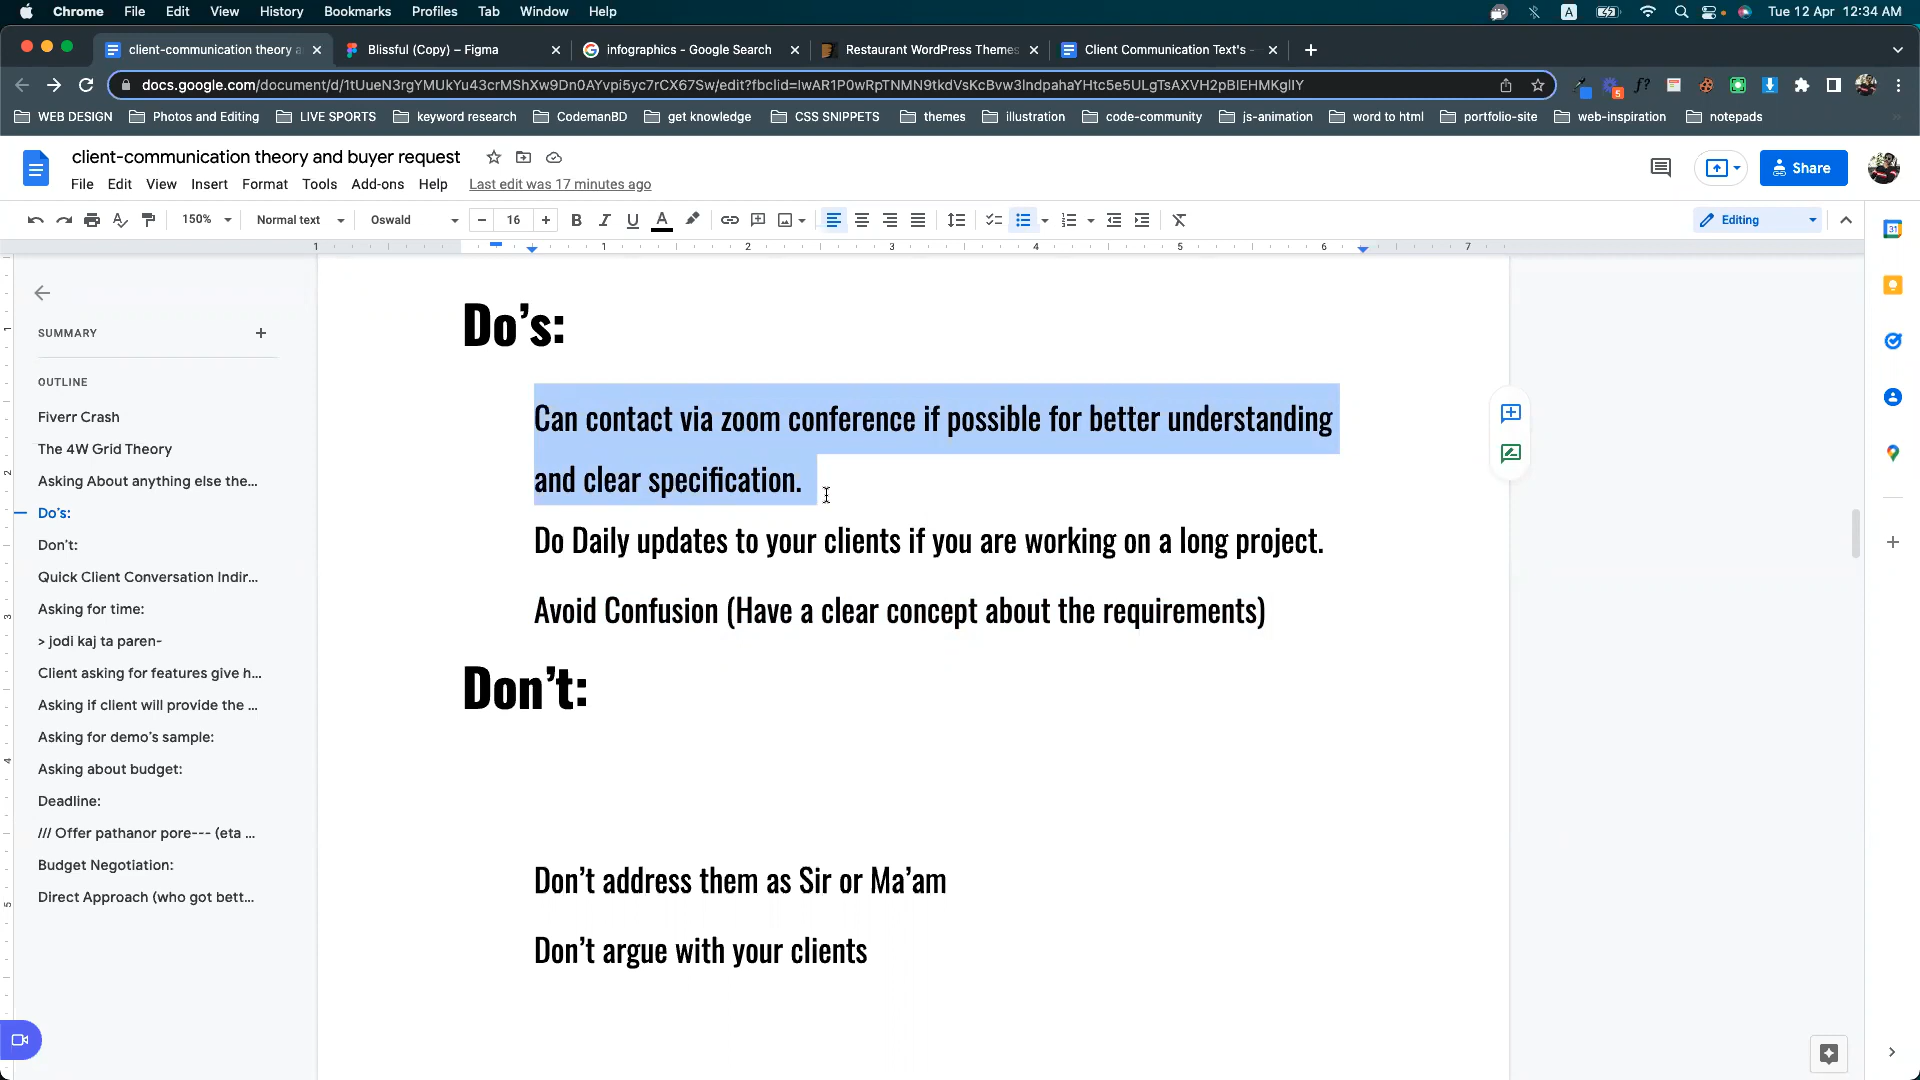 Chrome File Edit View History Bookmarks Profiles Tab Window Help A Tue 12 Apr 12:34 AM
client-communication theory a Blissful (Copy) – Figma infographics - Google Search Restaurant WordPress Themes Client Communication Text's -
docs.google.com/document/d/1tUueN3rgYMUkYu43crMShXw9Dn0AYvpi5yc7rCX67Sw/edit?fbclid=IwAR1P0wRpTNMN9tkdVsKcBvw3lndpahaYHtc5e5ULgTsAXVH2pBIEHMKglIY
WEB DESIGN Photos and Editing LIVE SPORTS keyword research CodemanBD get knowledge CSS SNIPPETS themes illustration code-community js-animation word to html portfolio-site web-inspiration notepads
client-communication theory and buyer request
File Edit View Insert Format Tools Add-ons Help Last edit was 17 minutes ago
Share
150% Normal text Oswald 16 B I U A Editing
1 1 2 3 4 5 6 7
SUMMARY
OUTLINE
Fiverr Crash
The 4W Grid Theory
Asking About anything else the...
Do's:
Don't:
Quick Client Conversation Indir...
Asking for time:
> jodi kaj ta paren-
Client asking for features give h...
Asking if client will provide the ...
Asking for demo's sample:
Asking about budget:
Deadline:
/// Offer pathanor pore--- (eta ...
Budget Negotiation:
Direct Approach (who got bett...
Do's:
Can contact via zoom conference if possible for better understanding
and clear specification.
Do Daily updates to your clients if you are working on a long project.
Avoid Confusion (Have a clear concept about the requirements)
Don't:
Don't address them as Sir or Ma'am
Don't argue with your clients